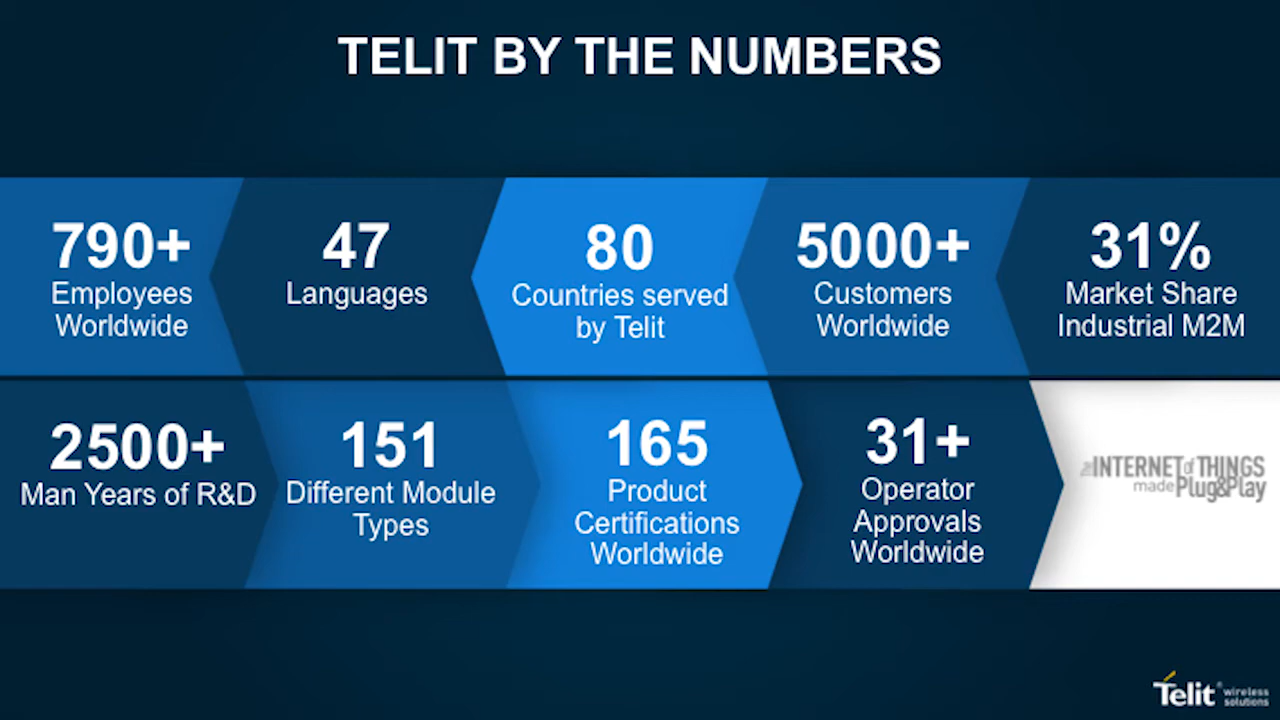 TELIT BY THE NUMBERS
790+
Employees
Worldwide
47
Languages
80
Countries served
by Telit
5000+
Customers
Worldwide
31%
Market Share
Industrial M2M
2500+
Man Years of R&D
151
Different Module
Types
165
Product
Certifications
Worldwide
31+
Operator
Approvals
Worldwide
the INTERNET of THINGS
made Plug&Play
Telit® wireless
solutions